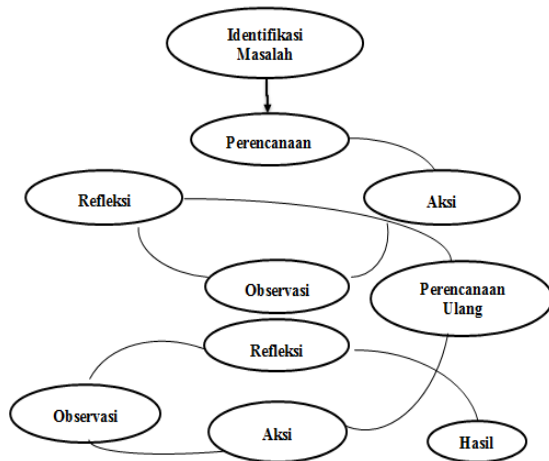 Identifikasi
Masalah
Perencanaan
Refleksi
Aksi
Observasi
Perencanaan
Ulang
Refleksi
Observasi
Aksi
Hasil